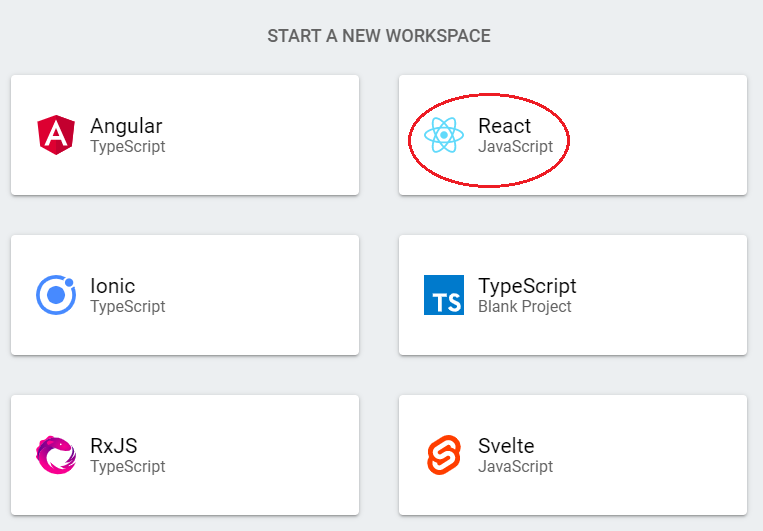 START A NEW WORKSPACE
A
Angular
TypeScript
React
JavaScript
Ionic
TypeScript
TS
TypeScript
Blank Project
RxJS
TypeScript
Svelte
JavaScript